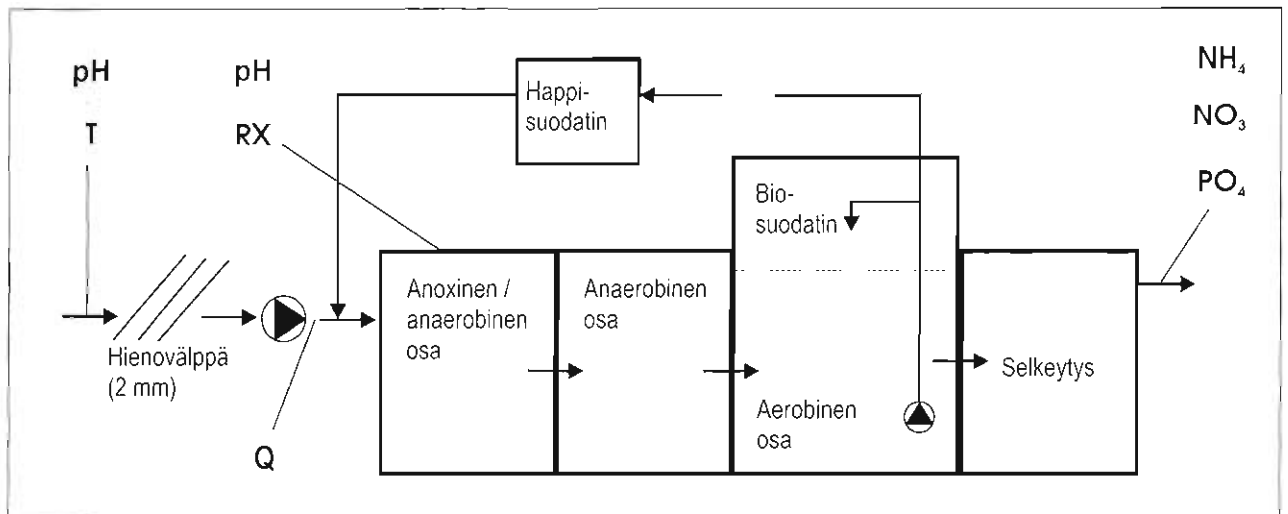 pH
T
pH
RX
Happi-
suodatin
NH₄
NO₃
PO₄
Bio-
suodatin
Anoxinen /
anaerobinen
osa
Anaerobinen
osa
Aerobinen
osa
Selkeytys
Hienovälppä
(2 mm)
Q